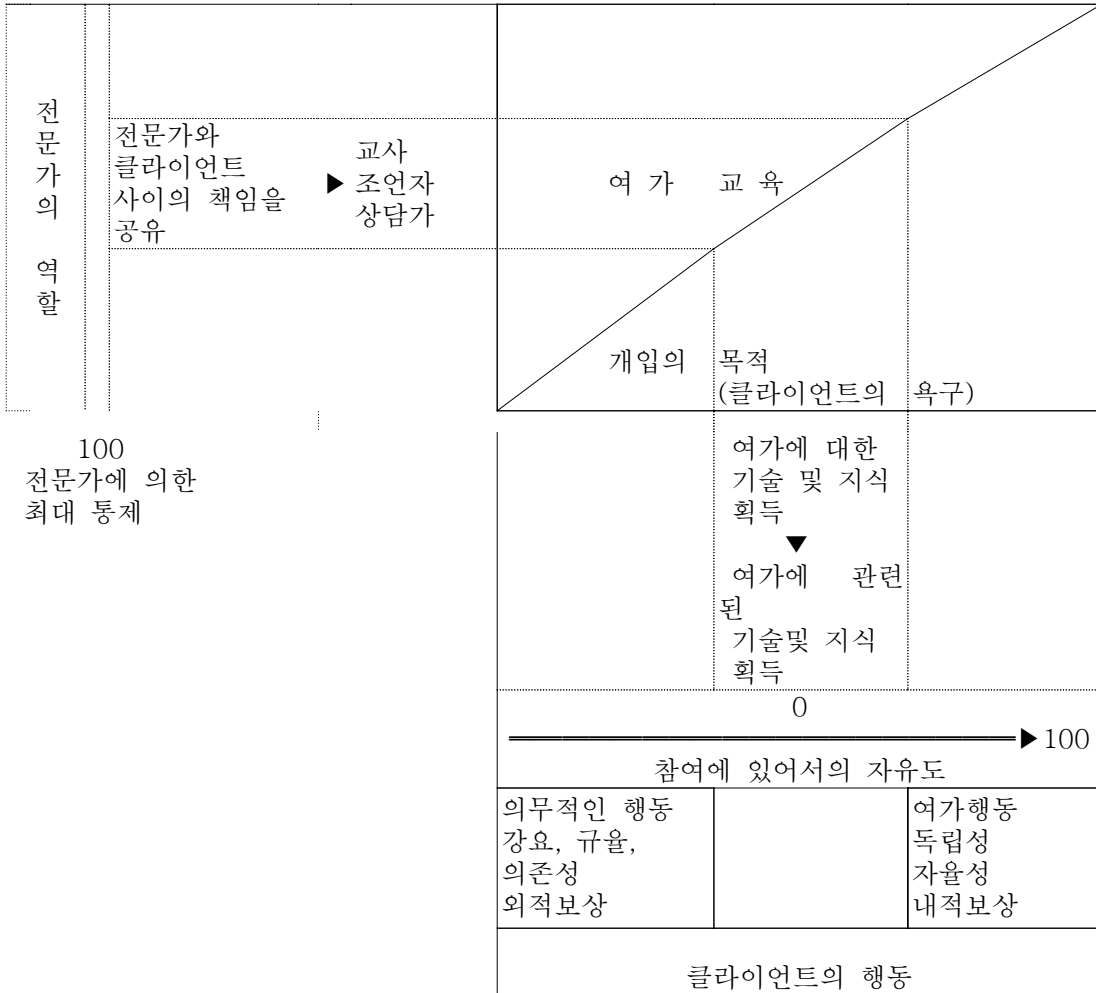 전문가의 역할
전문가와
클라이언트
사이의 책임을
공유
▶
교사
조언자
상담가
여 가 교 육
개입의 목적
(클라이언트의 욕구)
100
전문가에 의한
최대 통제
여가에 대한
기술 및 지식
획득
▼
여가에 관련
된
기술및 지식
획득
0
▶100
참여에 있어서의 자유도
의무적인 행동
강요, 규율,
의존성
외적보상
여가행동
독립성
자율성
내적보상
클라이언트의 행동